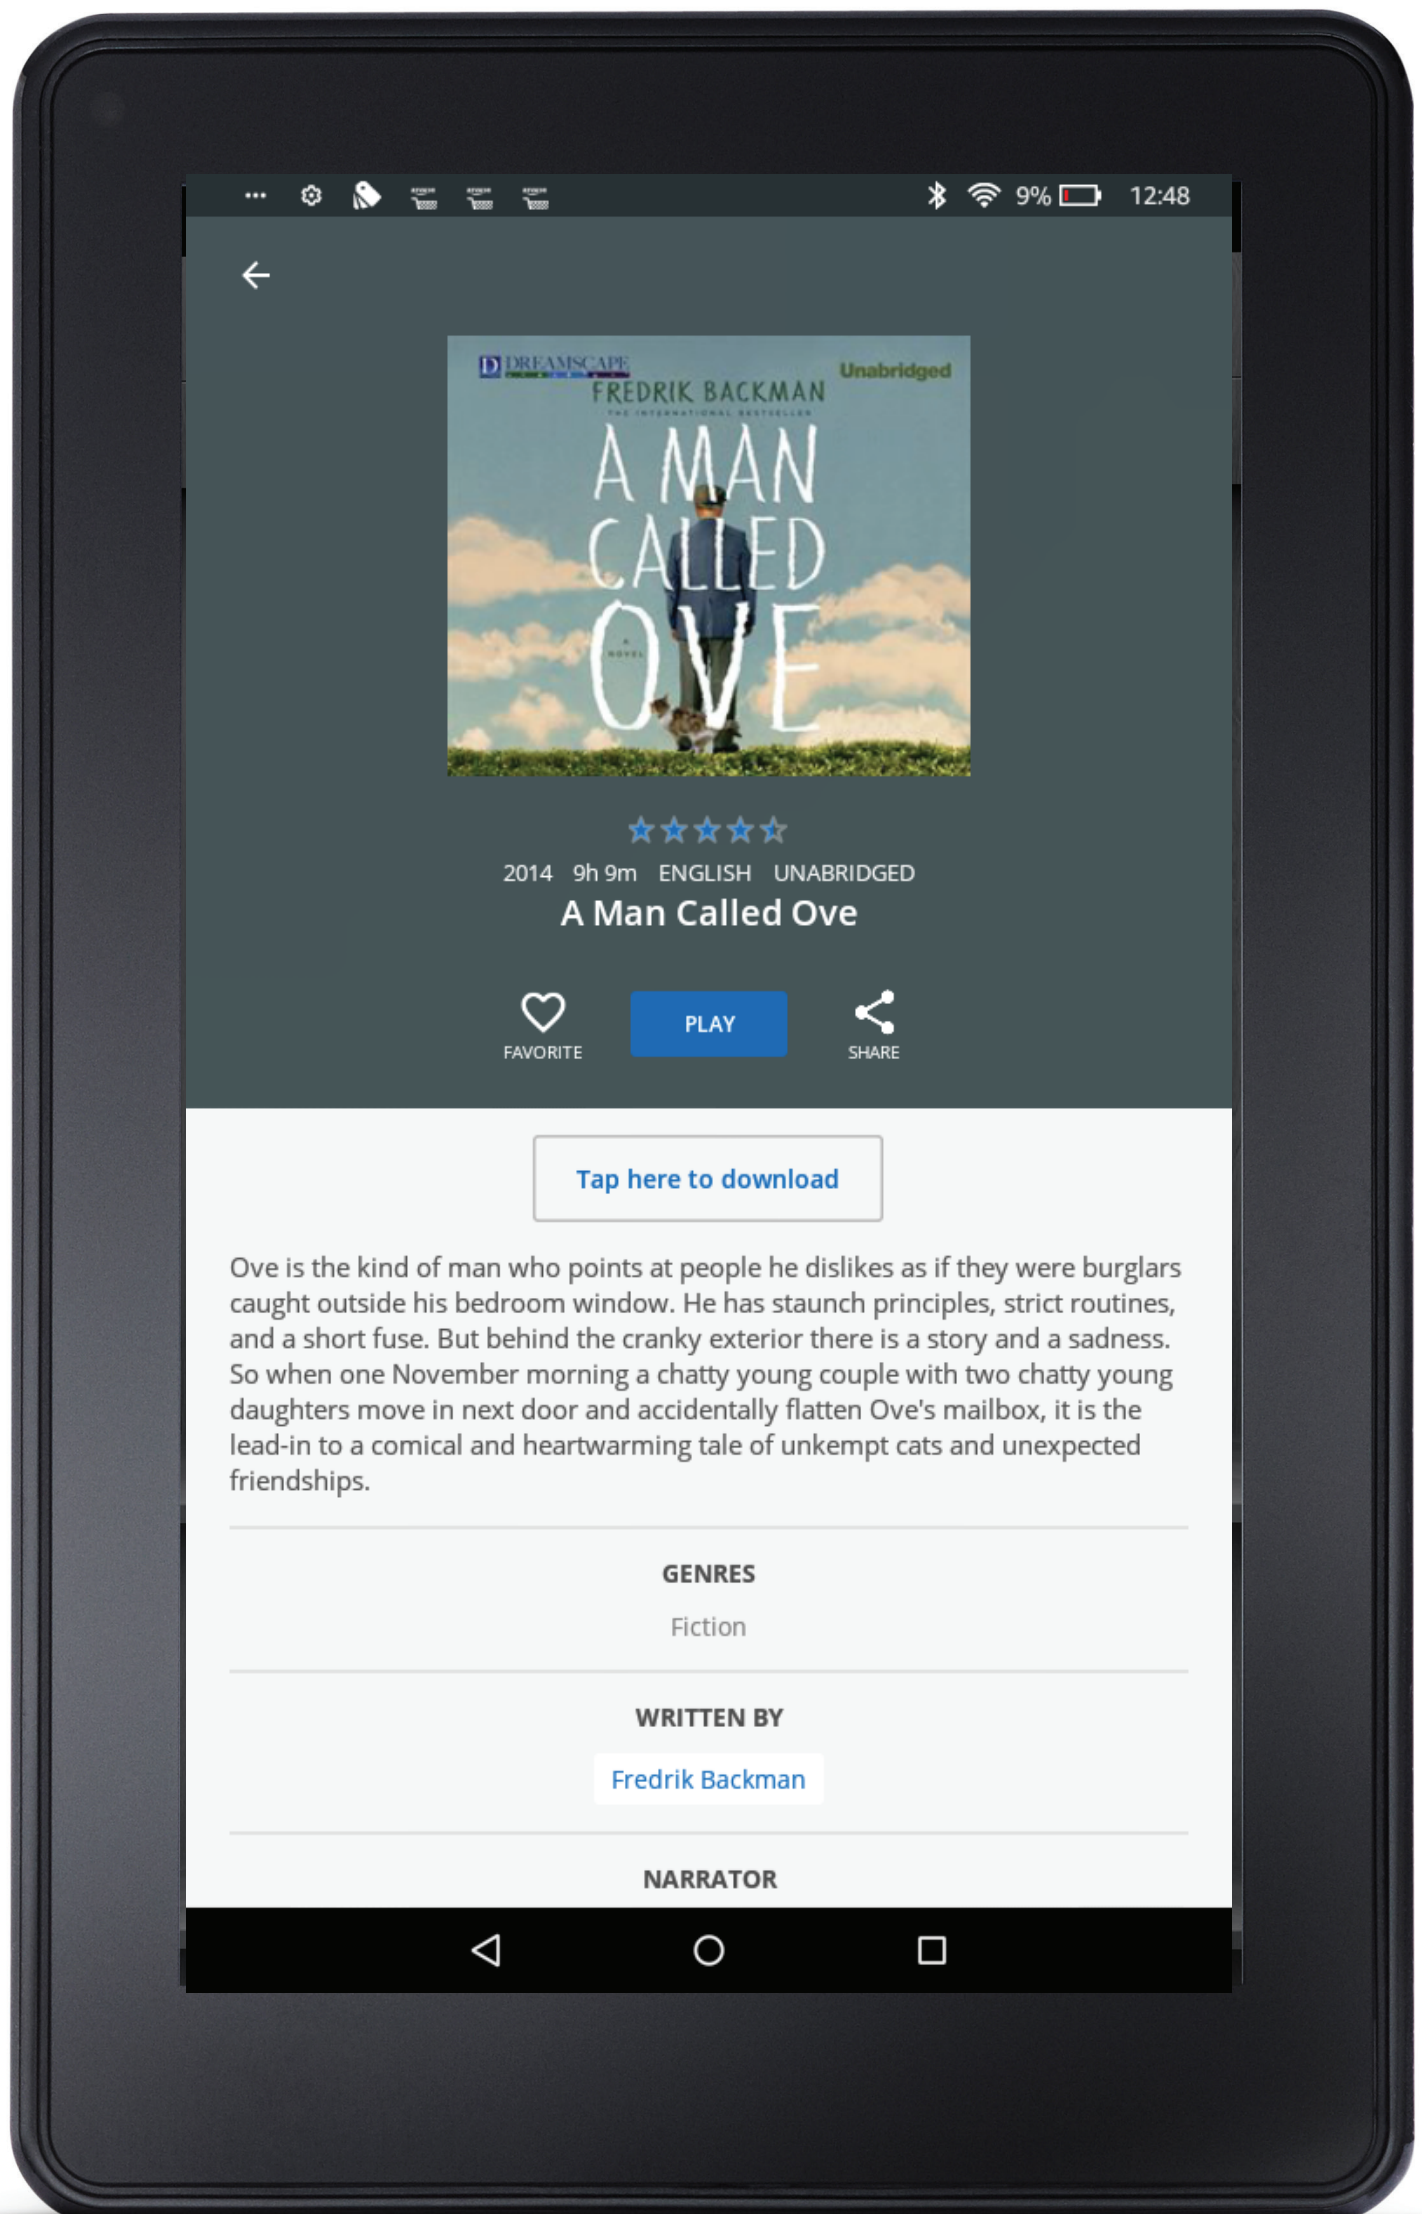 9% 12:48
DREAMSCAPE
Unabridged
FREDRIK BACKMAN
THE INTERNATIONAL BESTSELLER
A MAN
CALLED
OVE
A
NOVEL
2014 9h 9m ENGLISH UNABRIDGED
A Man Called Ove
FAVORITE
PLAY
SHARE
Tap here to download
Ove is the kind of man who points at people he dislikes as if they were burglars
caught outside his bedroom window. He has staunch principles, strict routines,
and a short fuse. But behind the cranky exterior there is a story and a sadness.
So when one November morning a chatty young couple with two chatty young
daughters move in next door and accidentally flatten Ove's mailbox, it is the
lead-in to a comical and heartwarming tale of unkempt cats and unexpected
friendships.
GENRES
Fiction
WRITTEN BY
Fredrik Backman
NARRATOR